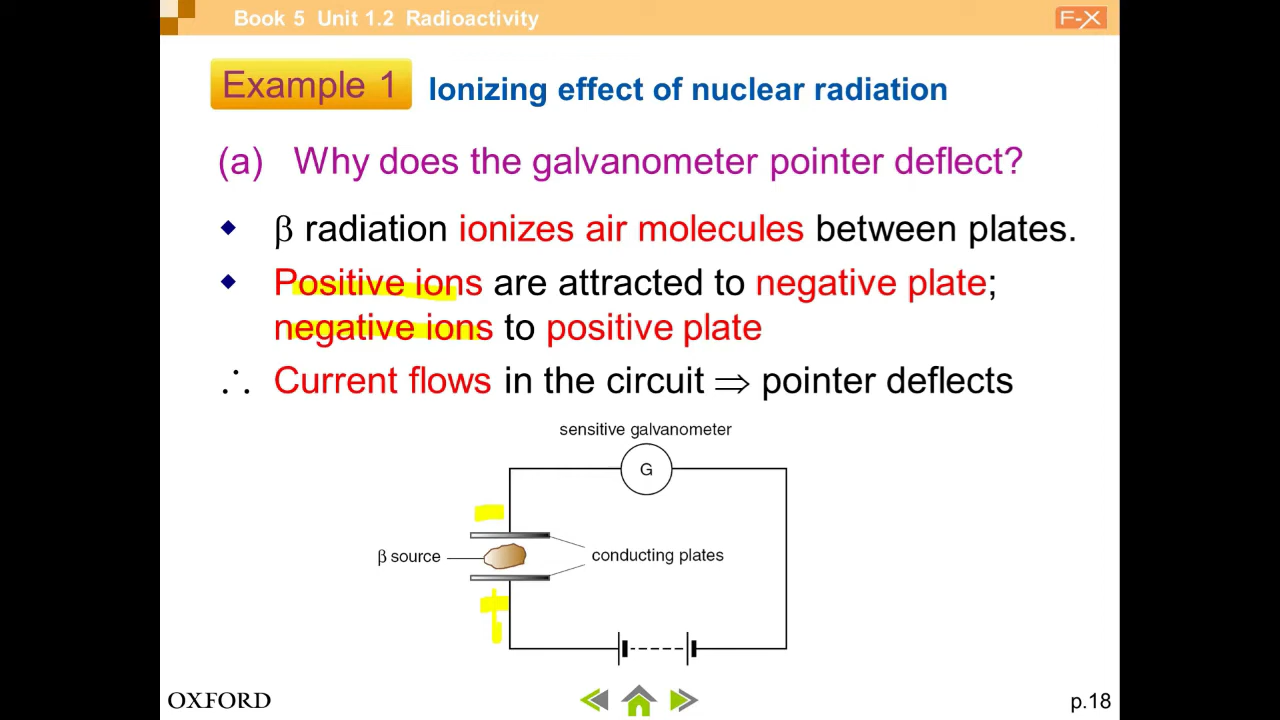 Book 5 Unit 1.2 Radioactivity
F-X
Example 1
Ionizing effect of nuclear radiation
(a) Why does the galvanometer pointer deflect?
◆ β radiation ionizes air molecules between plates.
◆ Positive ions are attracted to negative plate;
negative ions to positive plate
∴ Current flows in the circuit ⇒ pointer deflects
sensitive galvanometer
G
β source
conducting plates
OXFORD
p.18